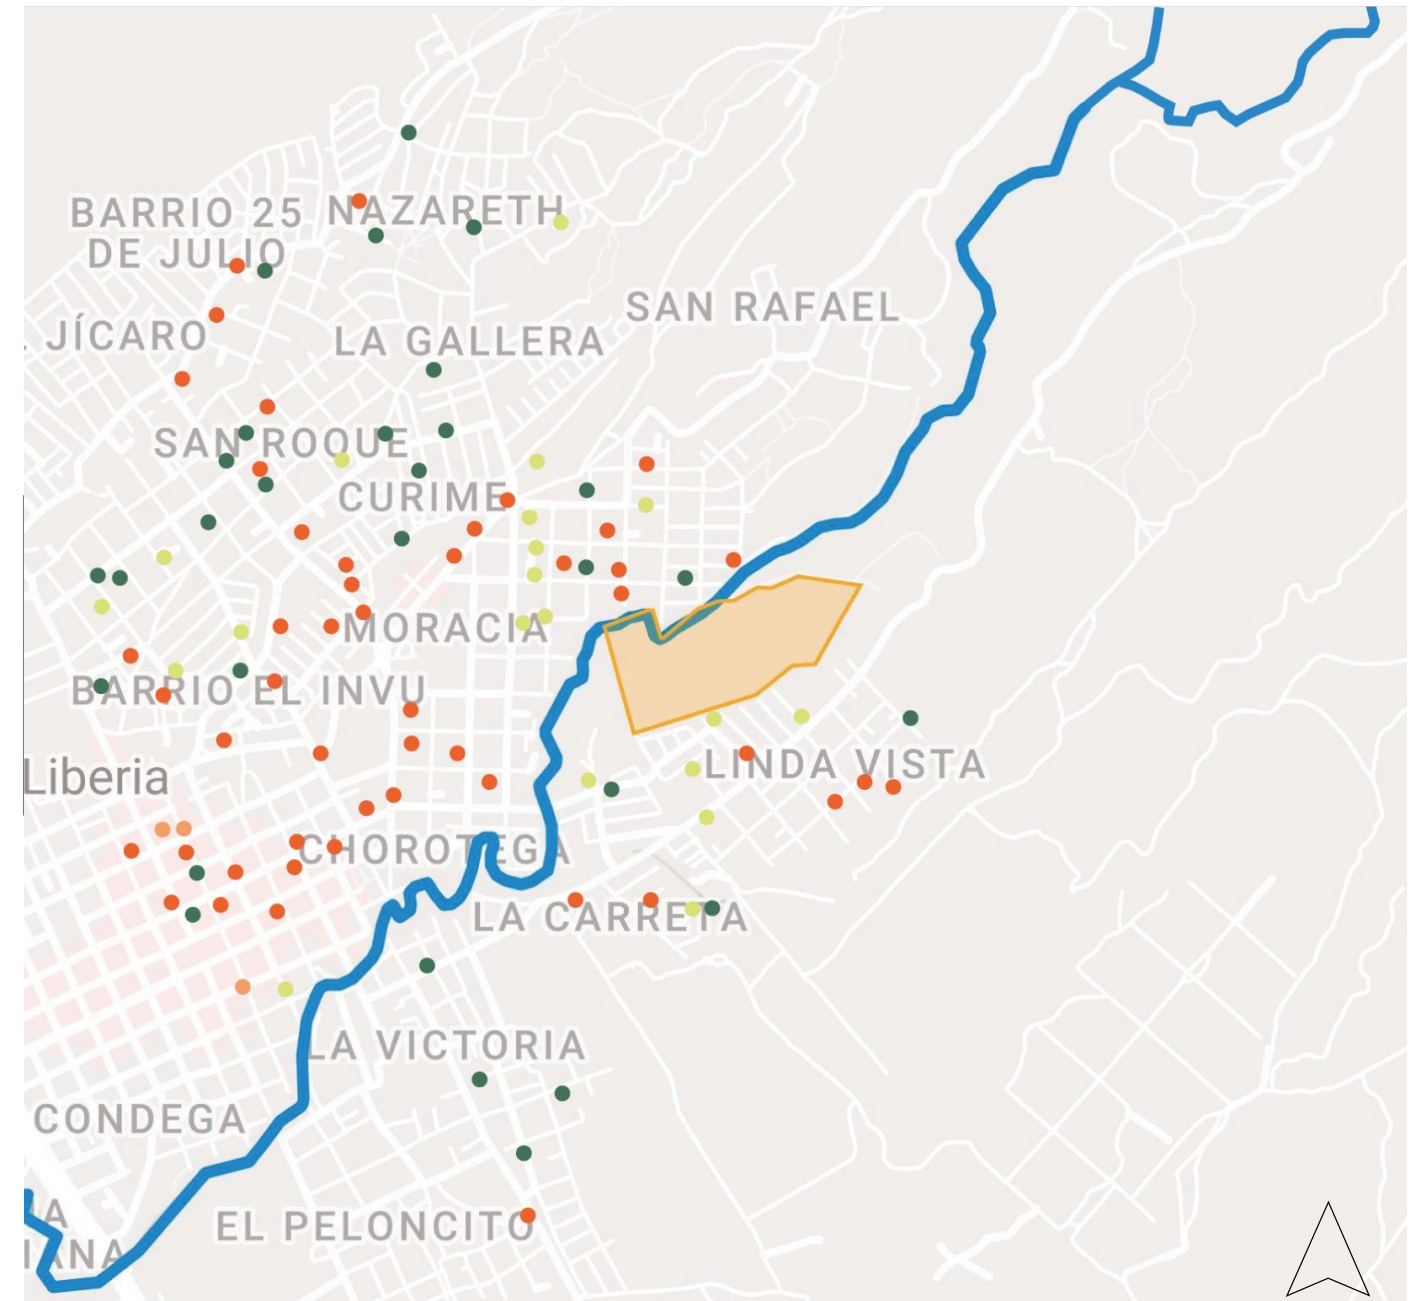 BARRIO 25
DE JULIO
NAZARETH
SAN RAFAEL
JÍCARO
LA GALLERA
SAN ROQUE
CURIME
MORACIA
BARRIO EL INVU
Liberia
LINDA VISTA
CHOROTEGA
LA CARRETA
LA VICTORIA
CONDEGA
EL PELONCITO